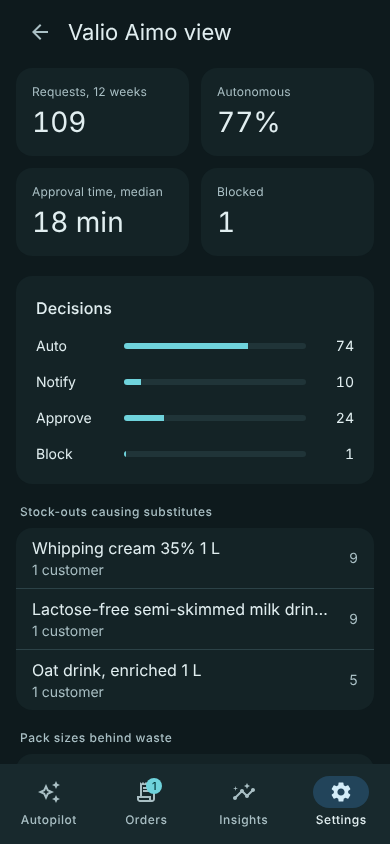 Valio Aimo view
Requests, 12 weeks
109
Autonomous
77%
Approval time, median
18 min
Blocked
1
Decisions
Auto 74
Notify 10
Approve 24
Block 1
Stock-outs causing substitutes
Whipping cream 35% 1 L
1 customer
9
Lactose-free semi-skimmed milk drin...
1 customer
9
Oat drink, enriched 1 L
1 customer
5
Pack sizes behind waste
1
Autopilot
Orders
Insights
Settings